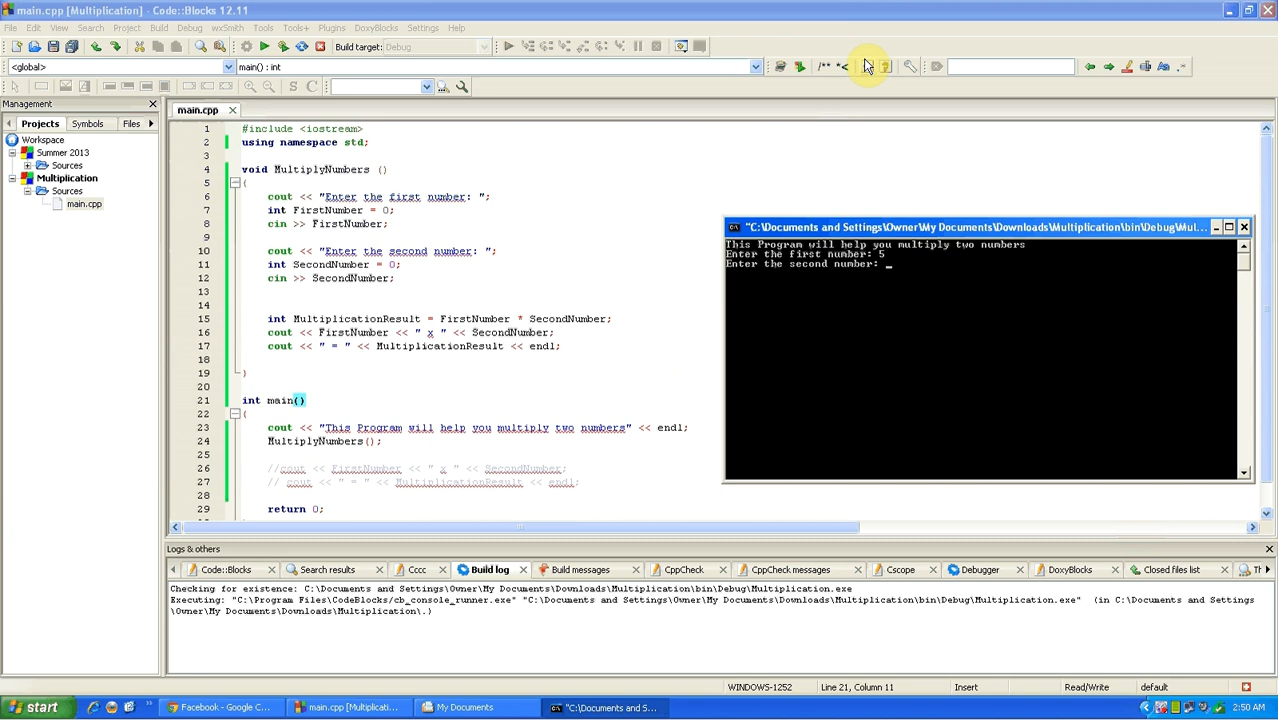 main.cpp [Multiplication] - Code::Blocks 12.11
File Edit View Search Project Build Debug wxSmith Tools Tools+ Plugins DoxyBlocks Settings Help
Build target: Debug
<global> main() : int /** *<
S C
Management
Projects Symbols Files
Workspace
Summer 2013
Sources
Multiplication
Sources
main.cpp
main.cpp
1 #include <iostream>
2 using namespace std;
3
4 void MultiplyNumbers ()
5 {
6 cout << "Enter the first number: ";
7 int FirstNumber = 0;
8 cin >> FirstNumber;
9
10 cout << "Enter the second number: ";
11 int SecondNumber = 0;
12 cin >> SecondNumber;
13
14
15 int MultiplicationResult = FirstNumber * SecondNumber;
16 cout << FirstNumber << " x " << SecondNumber;
17 cout << " = " << MultiplicationResult << endl;
18
19 }
20
21 int main()
22 {
23 cout << "This Program will help you multiply two numbers" << endl;
24 MultiplyNumbers();
25
26 //cout << FirstNumber << " x " << SecondNumber;
27 // cout << " = " << MultiplicationResult << endl;
28
29 return 0;
"C:\Documents and Settings\Owner\My Documents\Downloads\Multiplication\bin\Debug\Mul...
This Program will help you multiply two numbers
Enter the first number: 5
Enter the second number: _
Logs & others
Code::Blocks Search results Cccc Build log Build messages CppCheck CppCheck messages Cscope Debugger DoxyBlocks Closed files list Th
Checking for existence: C:\Documents and Settings\Owner\My Documents\Downloads\Multiplication\bin\Debug\Multiplication.exe
Executing: "C:\Program Files\CodeBlocks/cb_console_runner.exe" "C:\Documents and Settings\Owner\My Documents\Downloads\Multiplication\bin\Debug\Multiplication.exe" (in C:\Documents and Settings
\Owner\My Documents\Downloads\Multiplication\.)
WINDOWS-1252 Line 21, Column 11 Insert Read/Write default
start Facebook - Google C... main.cpp [Multiplicati... My Documents "C:\Documents and S... 2:50 AM